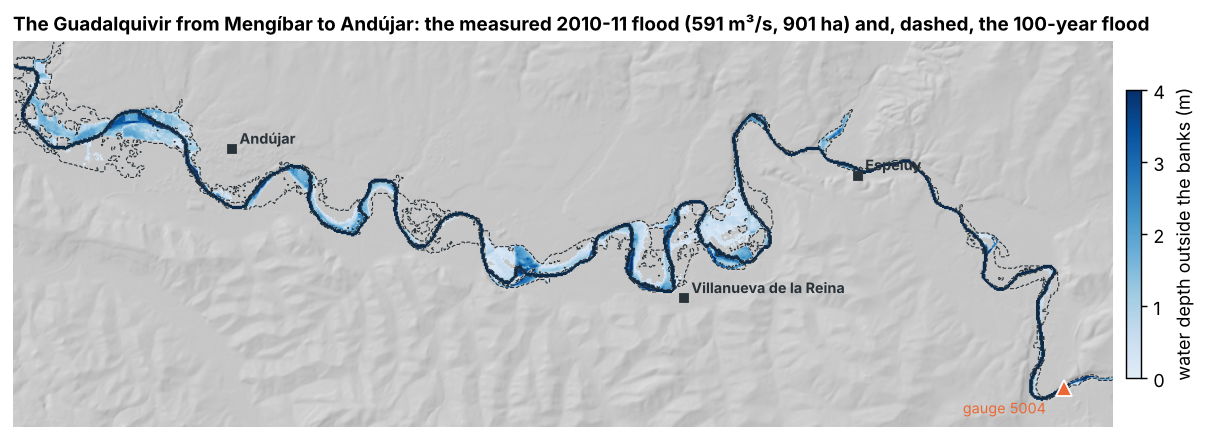 The Guadalquivir from Mengíbar to Andújar: the measured 2010-11 flood (591 m³/s, 901 ha) and, dashed, the 100-year flood
Andújar
Espeluy
Villanueva de la Reina
gauge 5004
4
3
2
1
0
water depth outside the banks (m)